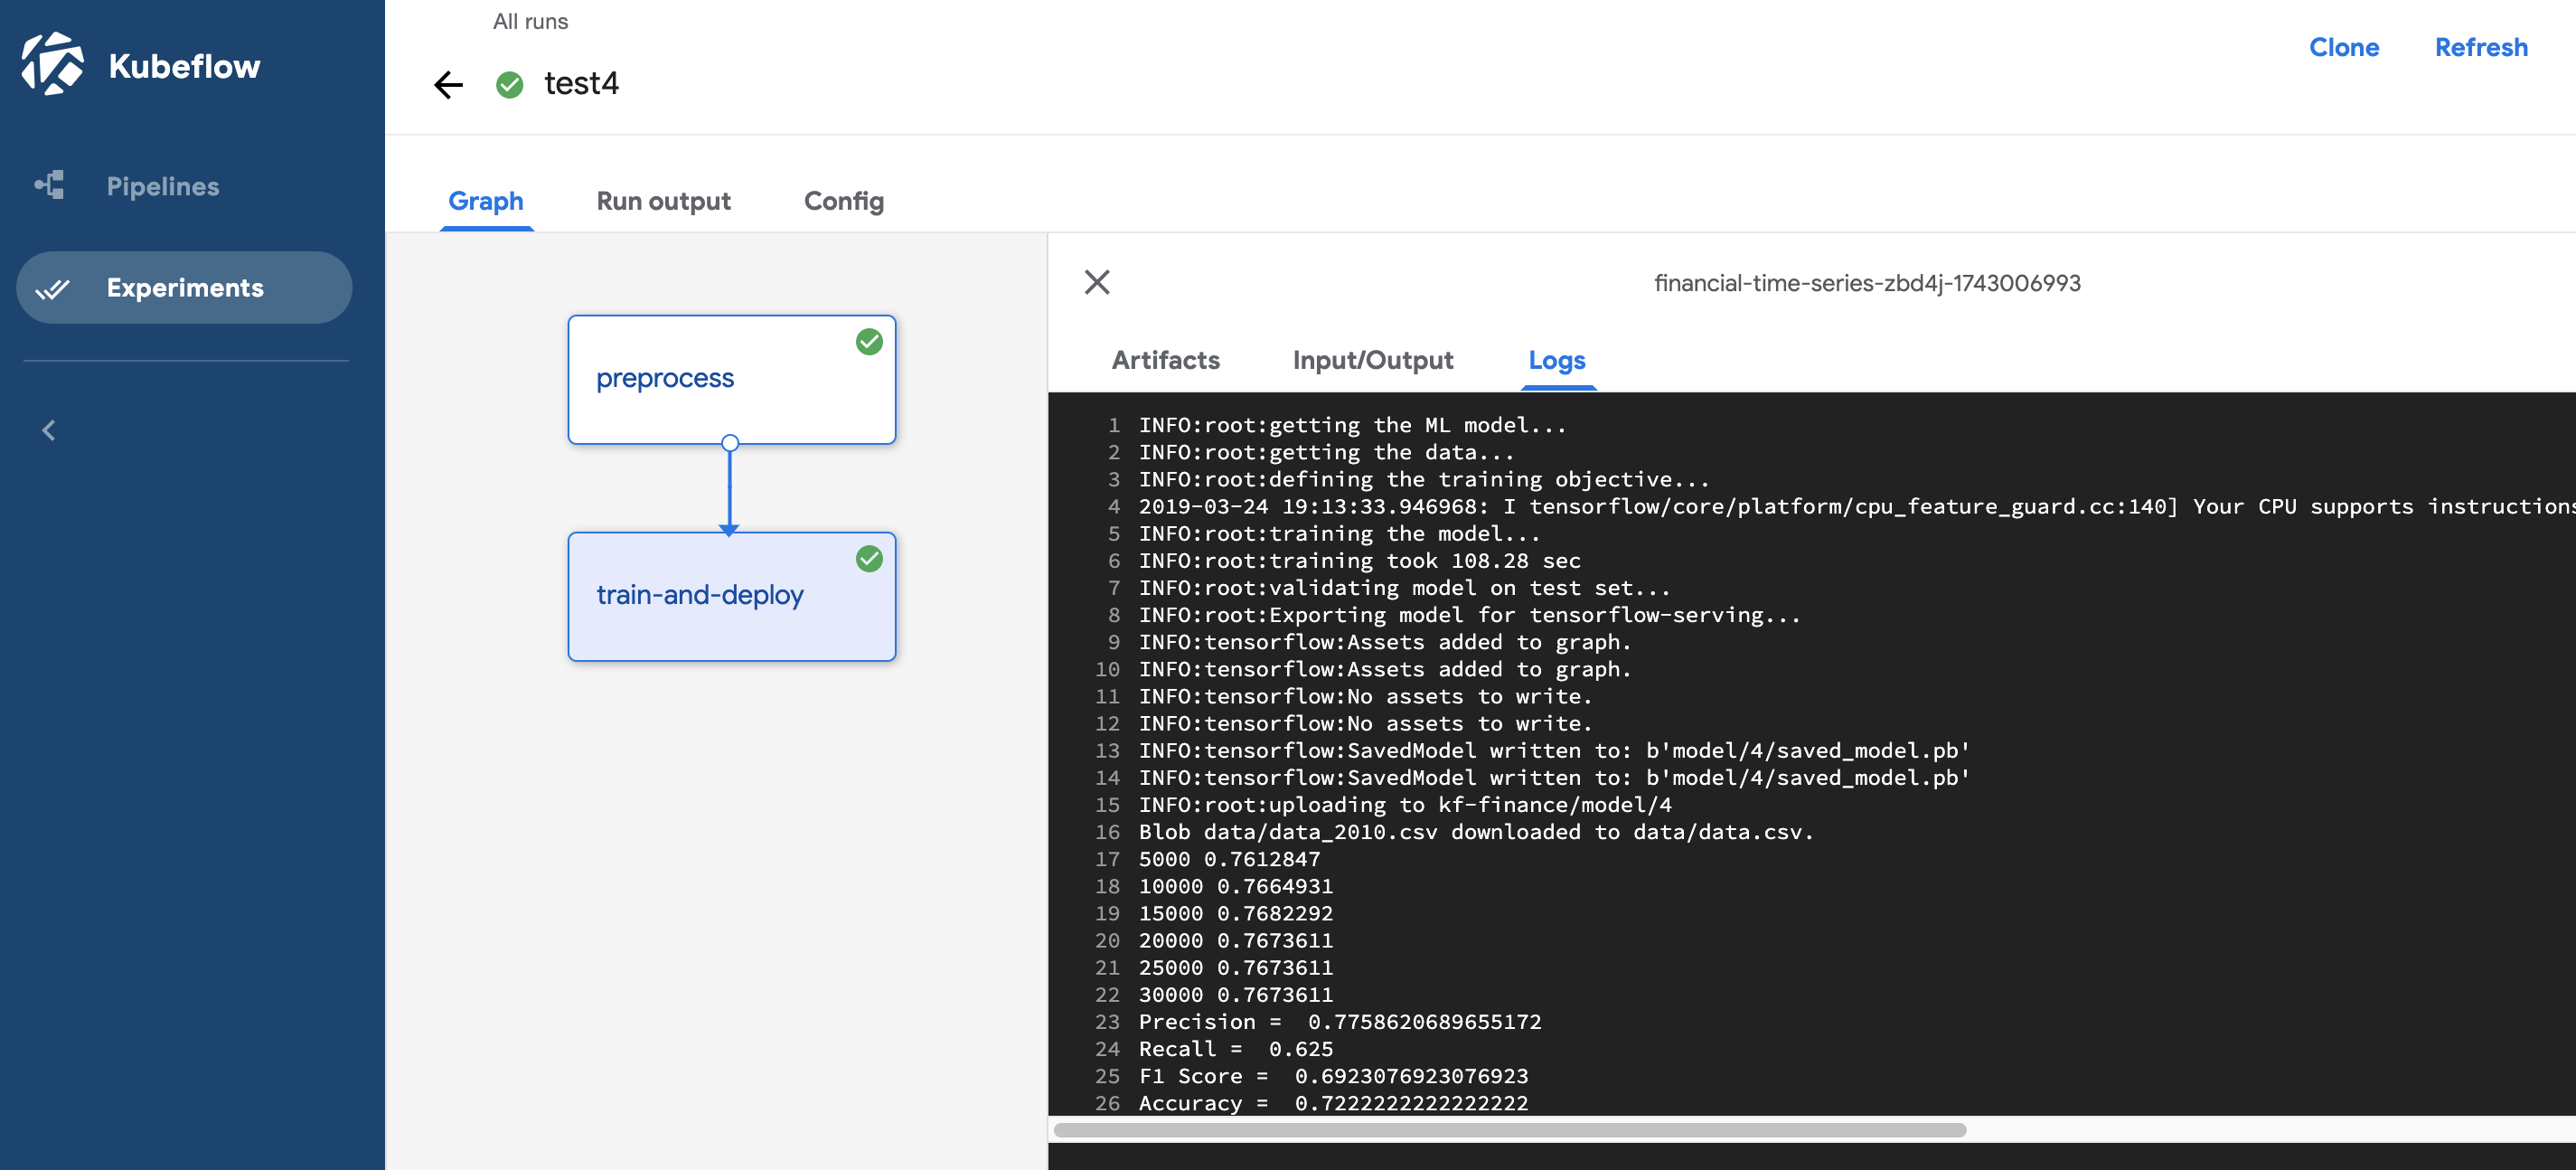 Kubeflow
Pipelines
Experiments
All runs
test4
Clone
Refresh
Graph
Run output
Config
preprocess
train-and-deploy
financial-time-series-zbd4j-1743006993
Artifacts
Input/Output
Logs
1 INFO:root:getting the ML model...
2 INFO:root:getting the data...
3 INFO:root:defining the training objective...
4 2019-03-24 19:13:33.946968: I tensorflow/core/platform/cpu_feature_guard.cc:140] Your CPU supports instructions
5 INFO:root:training the model...
6 INFO:root:training took 108.28 sec
7 INFO:root:validating model on test set...
8 INFO:root:Exporting model for tensorflow-serving...
9 INFO:tensorflow:Assets added to graph.
10 INFO:tensorflow:Assets added to graph.
11 INFO:tensorflow:No assets to write.
12 INFO:tensorflow:No assets to write.
13 INFO:tensorflow:SavedModel written to: b'model/4/saved_model.pb'
14 INFO:tensorflow:SavedModel written to: b'model/4/saved_model.pb'
15 INFO:root:uploading to kf-finance/model/4
16 Blob data/data_2010.csv downloaded to data/data.csv.
17 5000 0.7612847
18 10000 0.7664931
19 15000 0.7682292
20 20000 0.7673611
21 25000 0.7673611
22 30000 0.7673611
23 Precision =  0.7758620689655172
24 Recall =  0.625
25 F1 Score =  0.6923076923076923
26 Accuracy =  0.7222222222222222